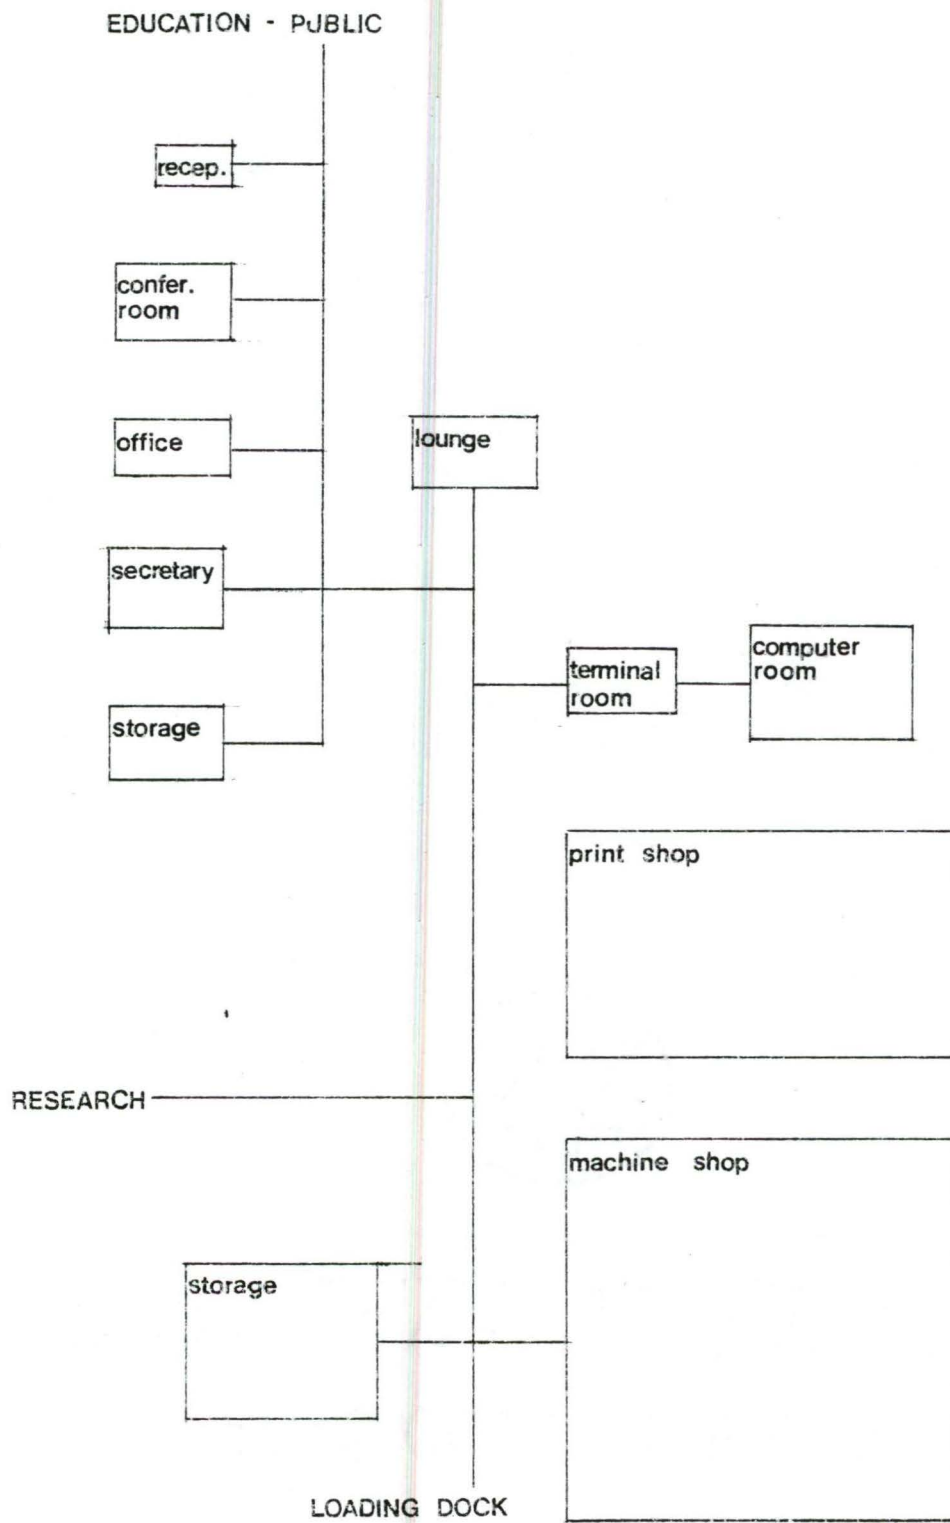 EDUCATION - PUBLIC
recep.
confer.
room
office
lounge
secretary
terminal
room
computer
room
storage
print shop
RESEARCH
machine shop
storage
LOADING DOCK